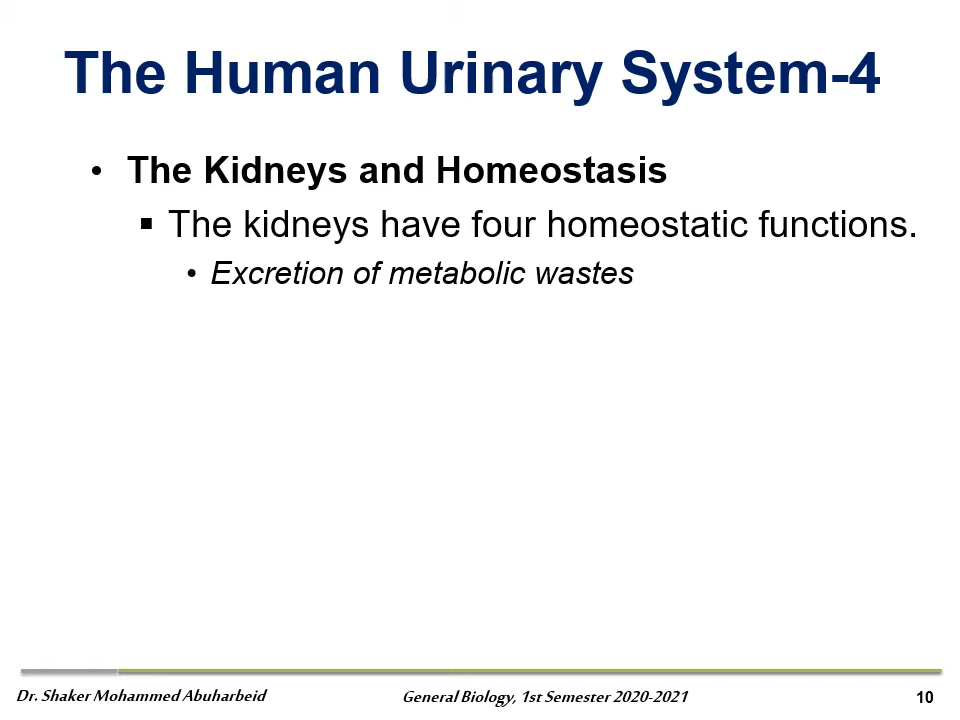 The Human Urinary System-4
• The Kidneys and Homeostasis
▪ The kidneys have four homeostatic functions.
• Excretion of metabolic wastes
Dr. Shaker Mohammed Abuharbeid
General Biology, 1st Semester 2020-2021
10